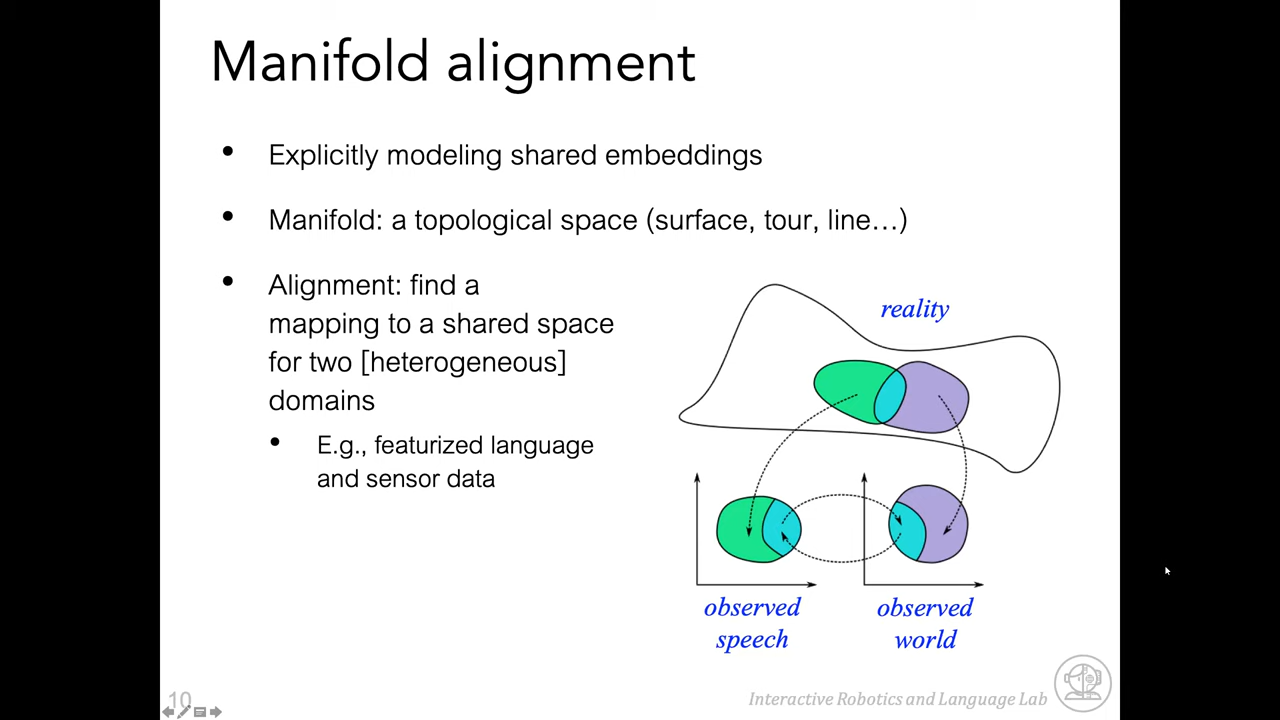 Manifold alignment
• Explicitly modeling shared embeddings
• Manifold: a topological space (surface, tour, line…)
• Alignment: find a
mapping to a shared space
for two [heterogeneous]
domains
• E.g., featurized language
and sensor data
reality
observed
speech
observed
world
10
Interactive Robotics and Language Lab